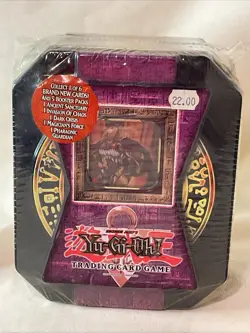 COLLECT 1 OF 6
BRAND NEW CARDS!
AND 5 BOOSTER PACKS
1 ANCIENT SANCTUARY
1 INVASION OF CHAOS
1 DARK CRISIS
1 MAGICIAN'S FORCE
1 PHARAONIC
GUARDIAN
22.00
Yu-Gi-Oh!
TRADING CARD GAME